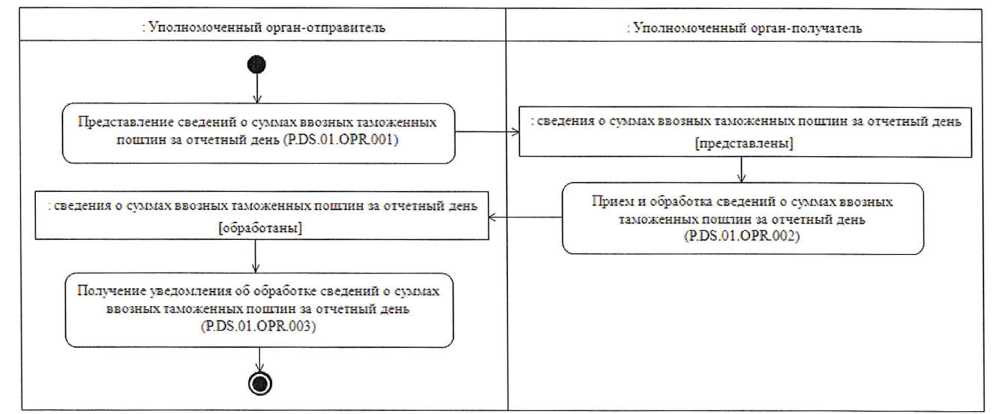 : Уполномоченный орган-отправитель
: Уполномоченный орган-получатель
Представление сведений о суммах ввозных таможенных
пошлин за отчетный день (P.DS.01.OPR.001)
: сведения о суммах ввозных таможенных пошлин за отчетный день
[представлены]
Прием и обработка сведений о суммах ввозных
таможенных пошлин за отчетный день
(P.DS.01.OPR.002)
: сведения о суммах ввозных таможенных пошлин за отчетный день
[обработаны]
Получение уведомления об обработке сведений о суммах
ввозных таможенных пошлин за отчетный день
(P.DS.01.OPR.003)